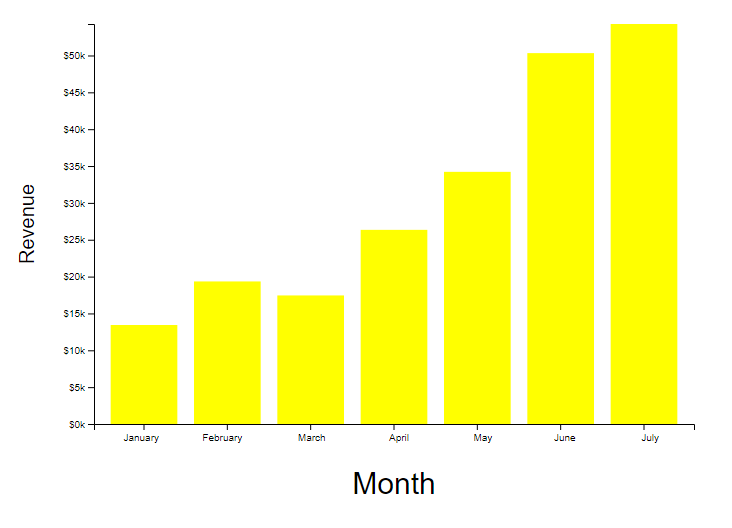 $50k
$45k
$40k
$35k
$30k
$25k
$20k
$15k
$10k
$5k
$0k
Revenue
January February March April May June July
Month